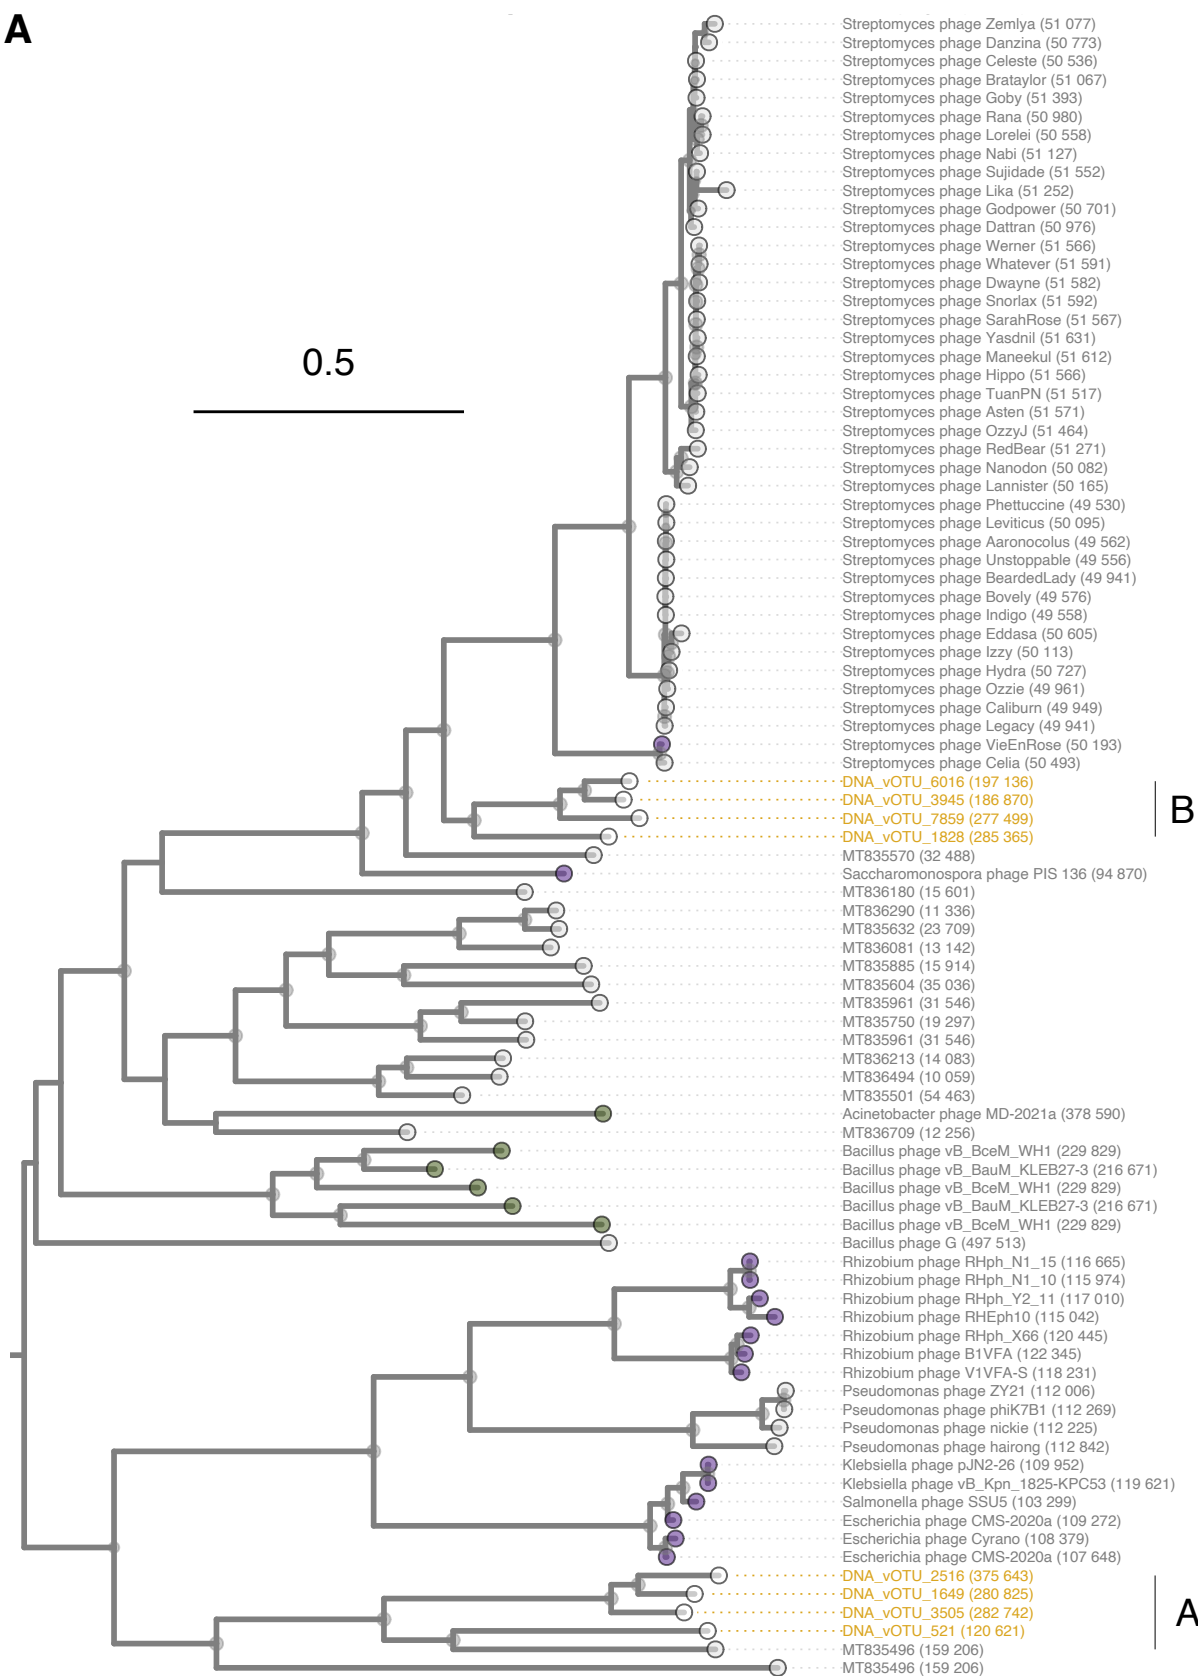 A
Streptomyces phage Zemlya (51 077)
Streptomyces phage Danzina (50 773)
Streptomyces phage Celeste (50 536)
Streptomyces phage Brataylor (51 067)
Streptomyces phage Goby (51 393)
Streptomyces phage Rana (50 980)
Streptomyces phage Lorelei (50 558)
Streptomyces phage Nabi (51 127)
Streptomyces phage Sujidade (51 552)
Streptomyces phage Lika (51 252)
Streptomyces phage Godpower (50 701)
Streptomyces phage Dattran (50 976)
Streptomyces phage Werner (51 566)
Streptomyces phage Whatever (51 591)
Streptomyces phage Dwayne (51 582)
Streptomyces phage Snorlax (51 592)
Streptomyces phage SarahRose (51 567)
Streptomyces phage Yasdnil (51 631)
0.5
Streptomyces phage Maneekul (51 612)
Streptomyces phage Hippo (51 566)
Streptomyces phage TuanPN (51 517)
Streptomyces phage Asten (51 571)
Streptomyces phage OzzyJ (51 464)
Streptomyces phage RedBear (51 271)
Streptomyces phage Nanodon (50 082)
Streptomyces phage Lannister (50 165)
Streptomyces phage Phettuccine (49 530)
Streptomyces phage Leviticus (50 095)
Streptomyces phage Aaronocolus (49 562)
Streptomyces phage Unstoppable (49 556)
Streptomyces phage BeardedLady (49 941)
Streptomyces phage Bovely (49 576)
Streptomyces phage Indigo (49 558)
Streptomyces phage Eddasa (50 605)
Streptomyces phage Izzy (50 113)
Streptomyces phage Hydra (50 727)
Streptomyces phage Ozzie (49 961)
Streptomyces phage Caliburn (49 949)
Streptomyces phage Legacy (49 941)
Streptomyces phage VieEnRose (50 193)
Streptomyces phage Celia (50 493)
DNA_vOTU_6016 (197 136)
DNA_vOTU_3945 (186 870)
B
DNA_vOTU_7859 (277 499)
DNA_vOTU_1828 (285 365)
MT835570 (32 488)
Saccharomonospora phage PIS 136 (94 870)
MT836180 (15 601)
MT836290 (11 336)
MT835632 (23 709)
MT836081 (13 142)
MT835885 (15 914)
MT835604 (35 036)
MT835961 (31 546)
MT835750 (19 297)
MT835961 (31 546)
MT836213 (14 083)
MT836494 (10 059)
MT835501 (54 463)
Acinetobacter phage MD-2021a (378 590)
MT836709 (12 256)
Bacillus phage vB_BceM_WH1 (229 829)
Bacillus phage vB_BauM_KLEB27-3 (216 671)
Bacillus phage vB_BceM_WH1 (229 829)
Bacillus phage vB_BauM_KLEB27-3 (216 671)
Bacillus phage vB_BceM_WH1 (229 829)
Bacillus phage G (497 513)
Rhizobium phage RHph_N1_15 (116 665)
Rhizobium phage RHph_N1_10 (115 974)
Rhizobium phage RHph_Y2_11 (117 010)
Rhizobium phage RHEph10 (115 042)
Rhizobium phage RHph_X66 (120 445)
Rhizobium phage B1VFA (122 345)
Rhizobium phage V1VFA-S (118 231)
Pseudomonas phage ZY21 (112 006)
Pseudomonas phage phiK7B1 (112 269)
Pseudomonas phage nickie (112 225)
Pseudomonas phage hairong (112 842)
Klebsiella phage pJN2-26 (109 952)
Klebsiella phage vB_Kpn_1825-KPC53 (119 621)
Salmonella phage SSU5 (103 299)
Escherichia phage CMS-2020a (109 272)
Escherichia phage Cyrano (108 379)
Escherichia phage CMS-2020a (107 648)
DNA_vOTU_2516 (375 643)
DNA_vOTU_1649 (280 825)
DNA_vOTU_3505 (282 742)
A
DNA_vOTU_521 (120 621)
MT835496 (159 206)
MT835496 (159 206)